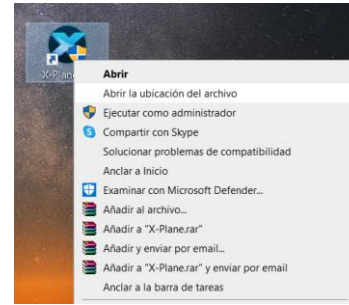 X-Plane
Abrir
Abrir la ubicación del archivo
Ejecutar como administrador
Compartir con Skype
Solucionar problemas de compatibilidad
Anclar a Inicio
Examinar con Microsoft Defender...
Añadir al archivo...
Añadir a "X-Plane.rar"
Añadir y enviar por email...
Añadir a "X-Plane.rar" y enviar por email
Anclar a la barra de tareas